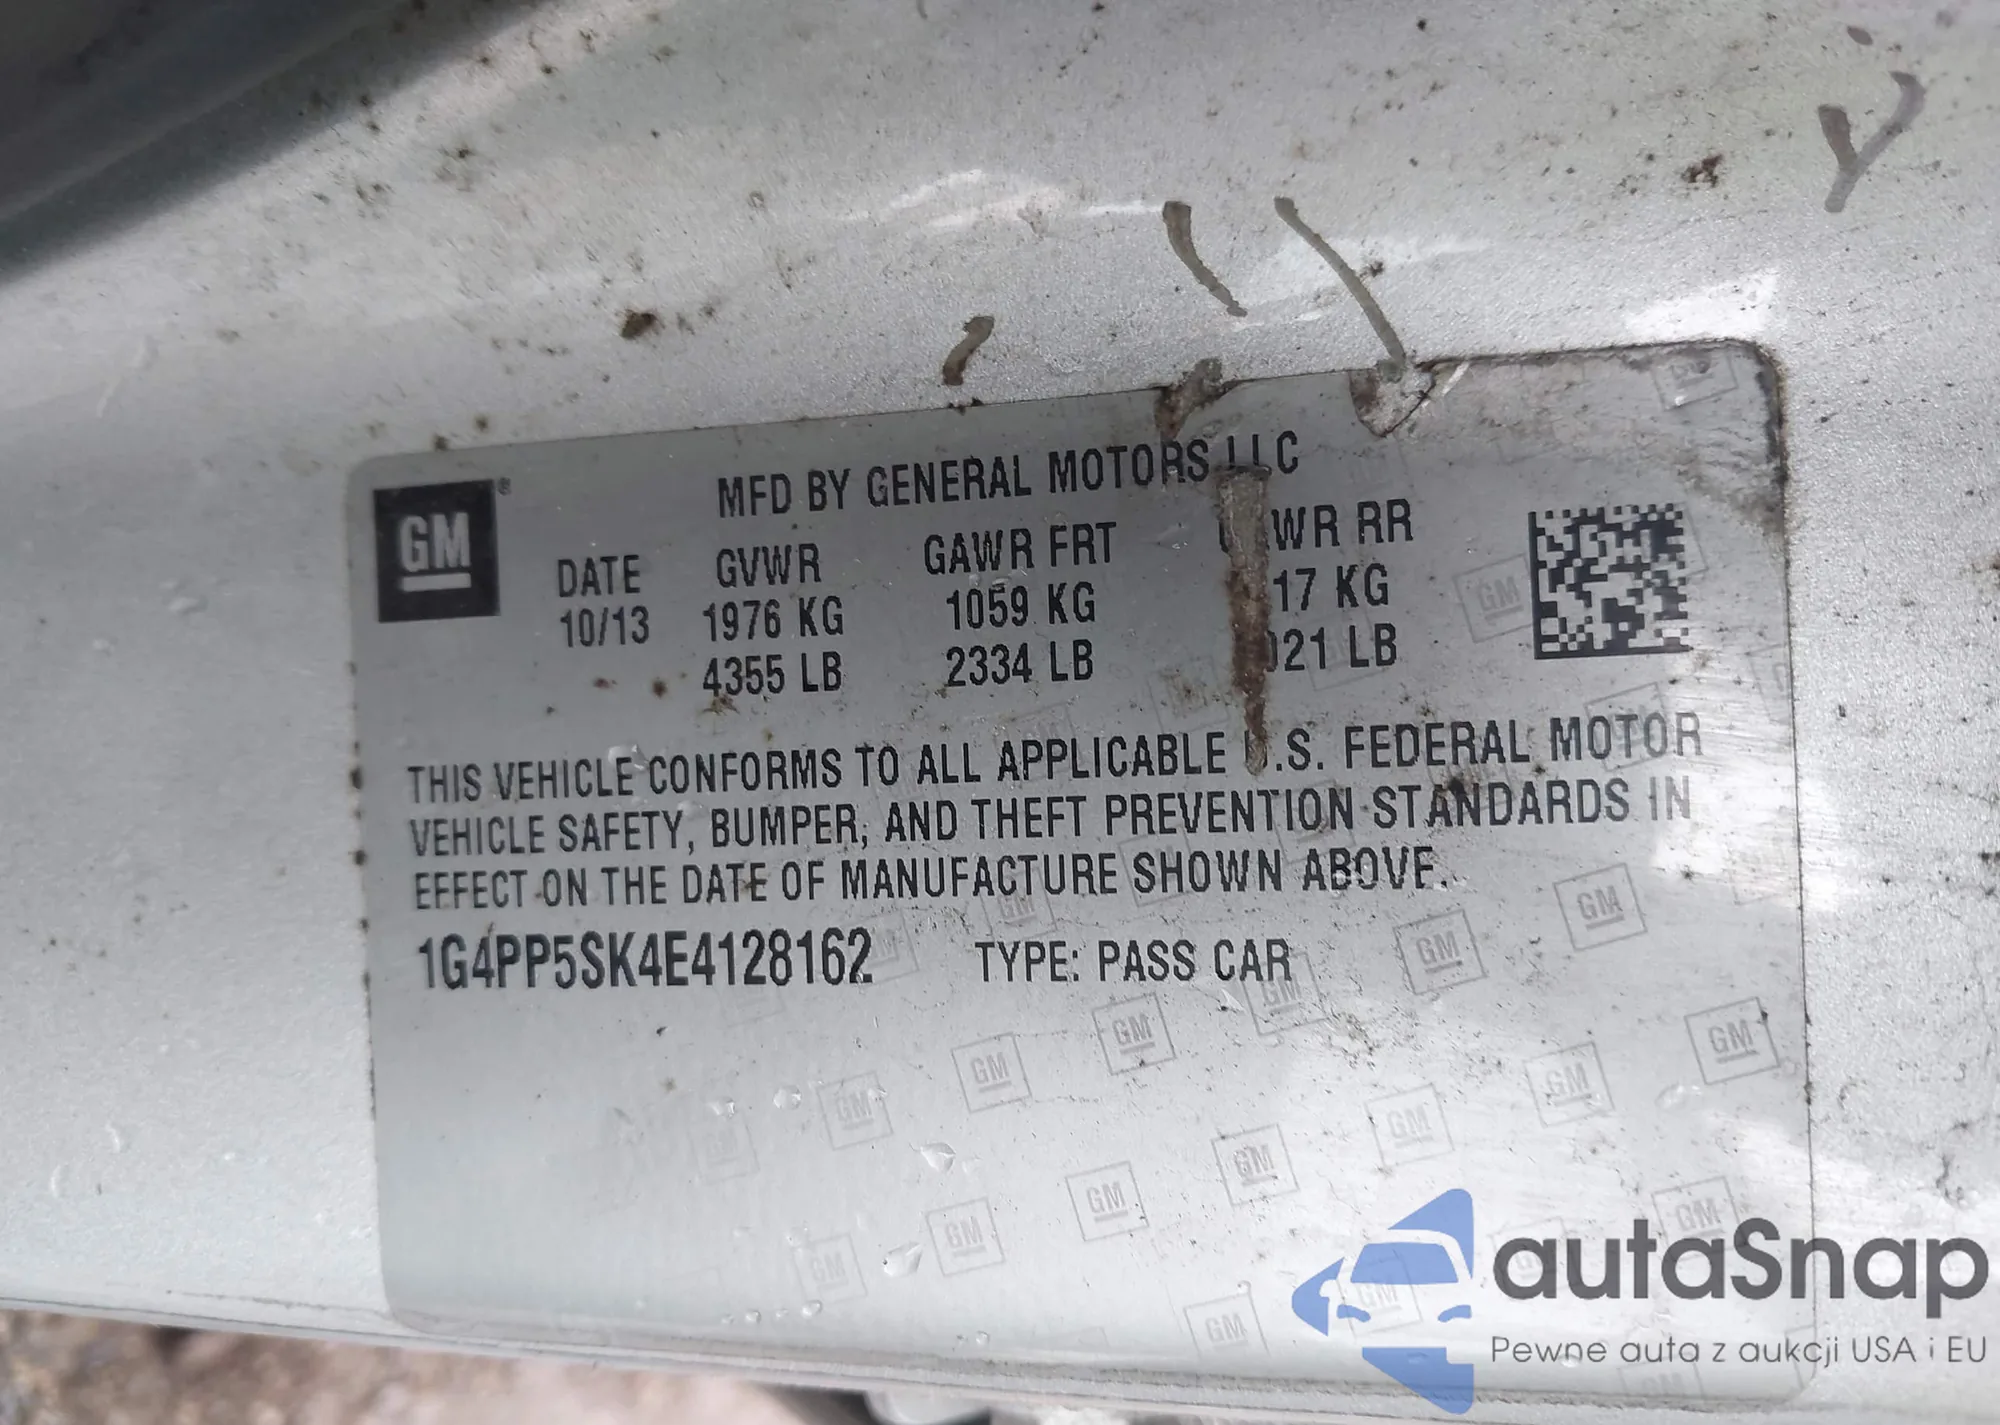 GM
MFD BY GENERAL MOTORS LLC
DATE GVWR GAWR FRT WR RR
10/13 1976 KG 1059 KG 17 KG
4355 LB 2334 LB 021 LB
THIS VEHICLE CONFORMS TO ALL APPLICABLE U.S. FEDERAL MOTOR
VEHICLE SAFETY, BUMPER, AND THEFT PREVENTION STANDARDS IN
EFFECT ON THE DATE OF MANUFACTURE SHOWN ABOVE.
1G4PP5SK4E4128162 TYPE: PASS CAR
autaSnap
Pewne auta z aukcji USA i EU